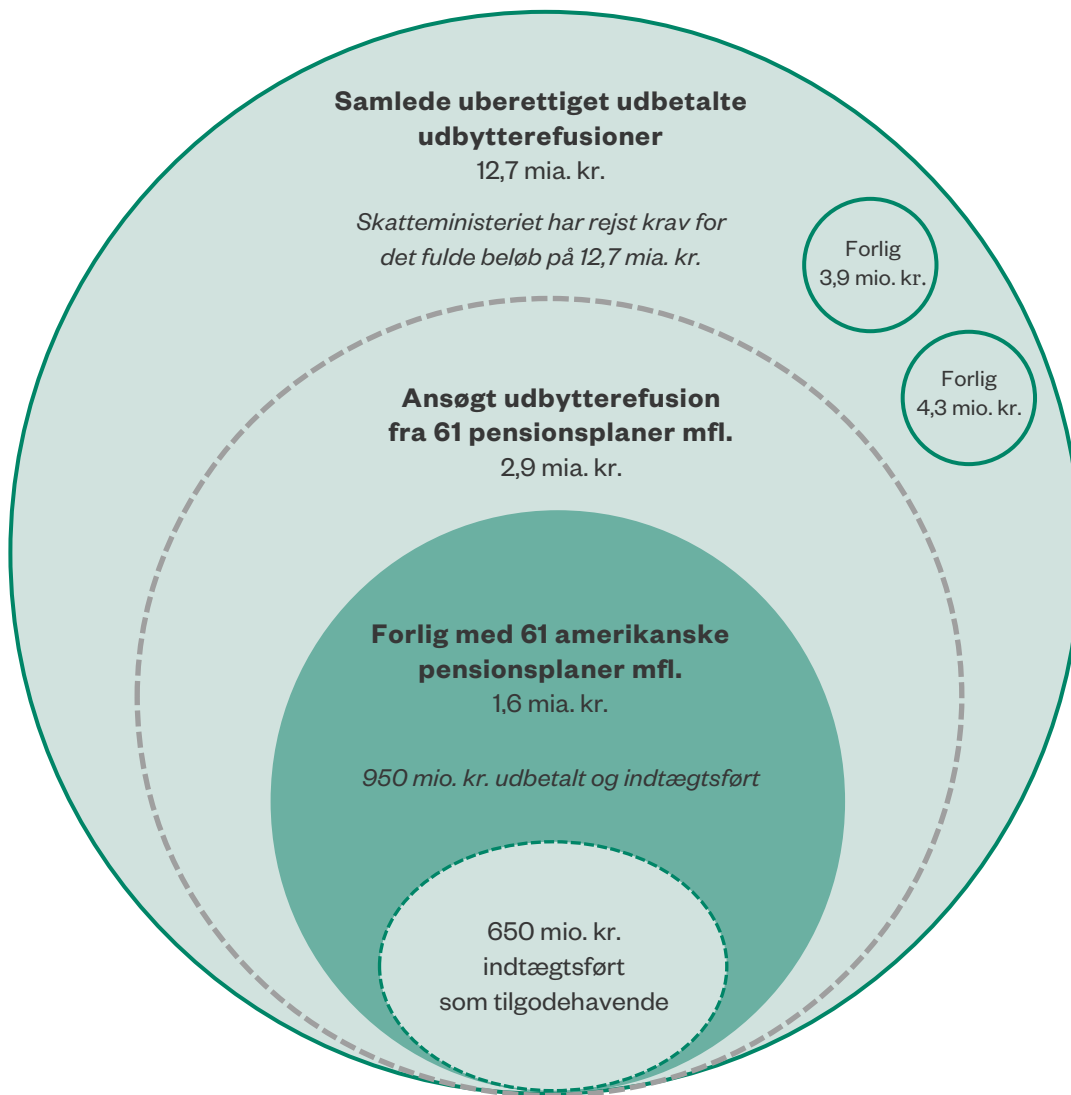 Samlede uberettiget udbetalte
udbytterefusioner
12,7 mia. kr.
Skatteministeriet har rejst krav for
det fulde beløb på 12,7 mia. kr.
Forlig
3,9 mio. kr.
Forlig
4,3 mio. kr.
Ansøgt udbytterefusion
fra 61 pensionsplaner mfl.
2,9 mia. kr.
Forlig med 61 amerikanske
pensionsplaner mfl.
1,6 mia. kr.
950 mio. kr. udbetalt og indtægtsført
650 mio. kr.
indtægtsført
som tilgodehavende